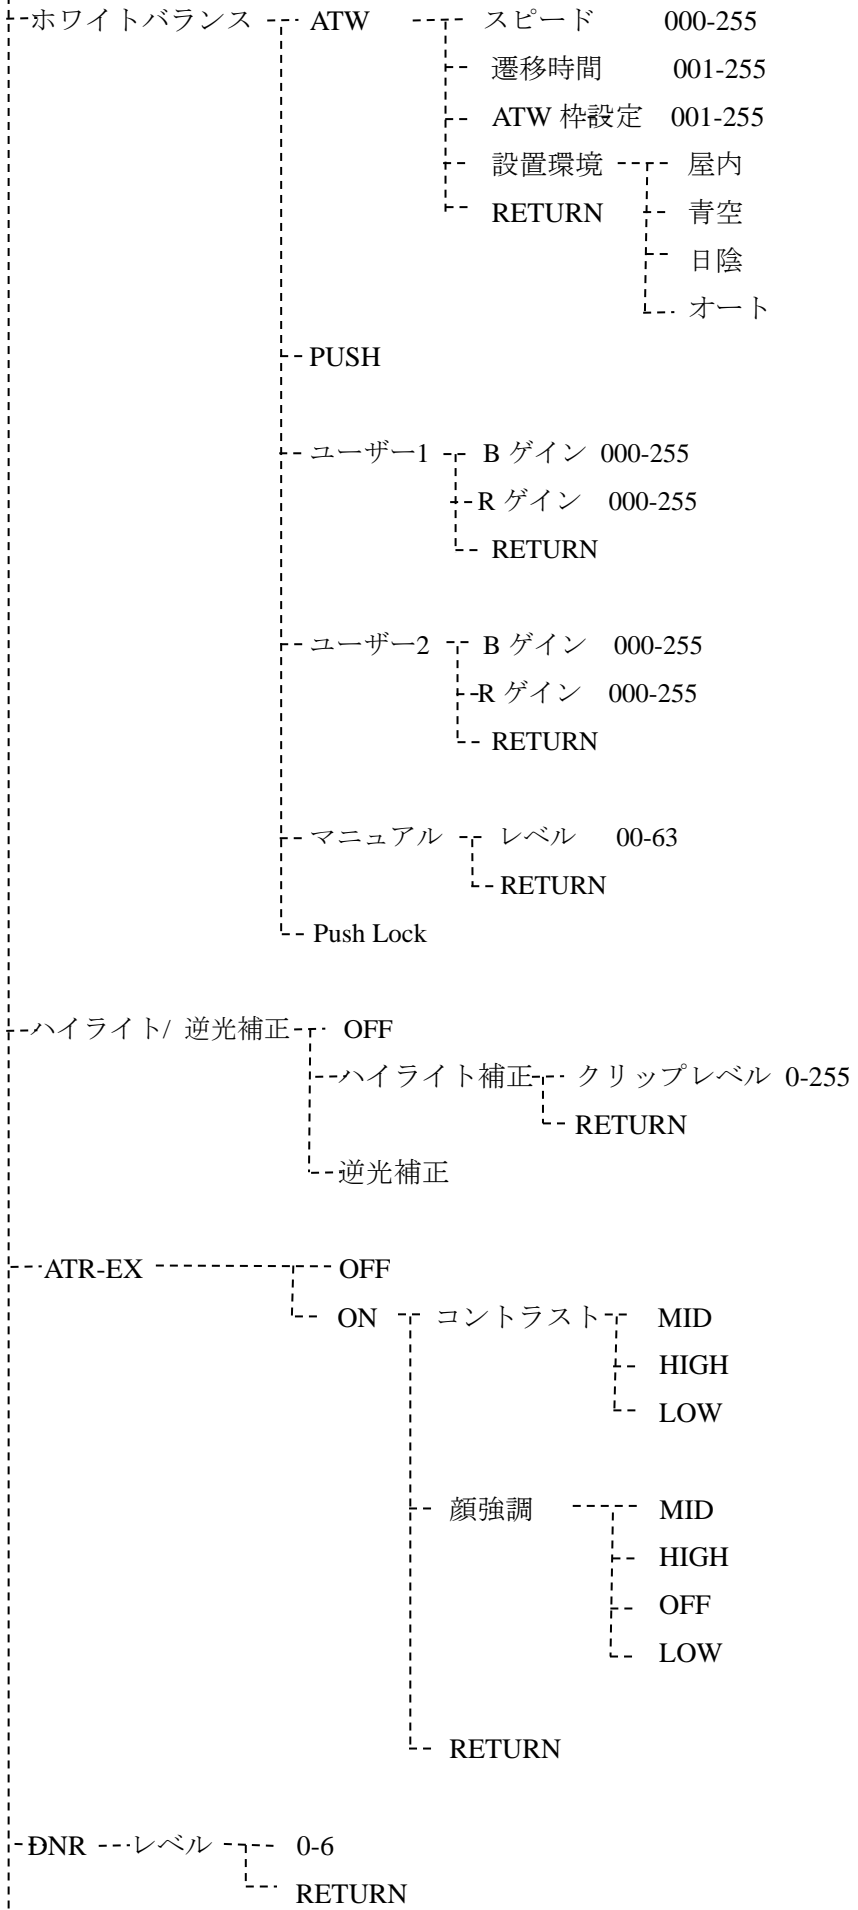 ホワイトバランス ATW スピード 000-255
遷移時間 001-255
ATW 枠設定 001-255
設置環境 屋内
RETURN 青空
日陰
オート
PUSH
ユーザー1 B ゲイン 000-255
R ゲイン 000-255
RETURN
ユーザー2 B ゲイン 000-255
R ゲイン 000-255
RETURN
マニュアル レベル 00-63
RETURN
Push Lock
ハイライト/ 逆光補正 OFF
ハイライト補正 クリップレベル 0-255
RETURN
逆光補正
ATR-EX OFF
ON コントラスト MID
HIGH
LOW
顔強調 MID
HIGH
OFF
LOW
RETURN
DNR レベル 0-6
RETURN